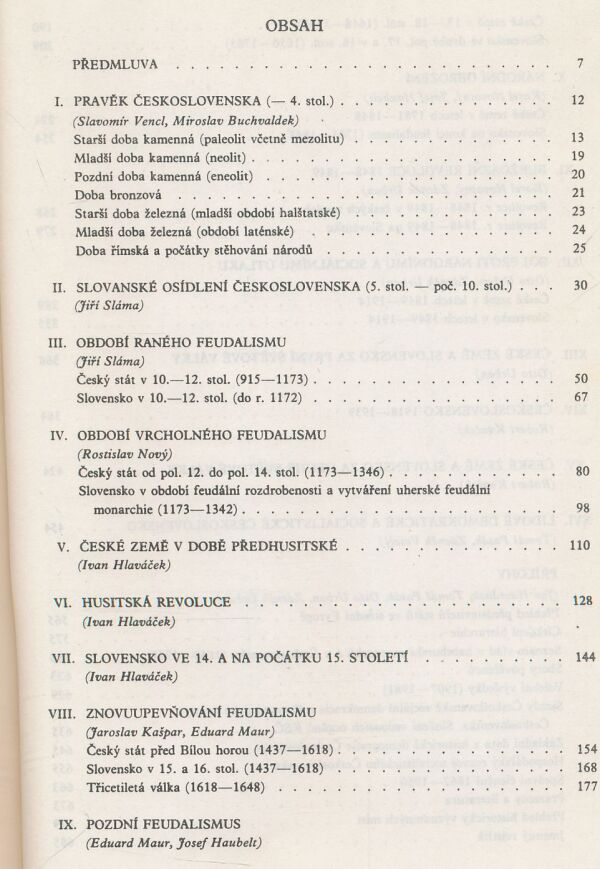 OBSAH
PŘEDMLUVA . . . . . . . . . . . . . . . . . . . . . . . 7
I. PRAVĚK ČESKOSLOVENSKA (— 4. stol.) . . . . . . . . . . . . 12
(Slavomír Vencl, Miroslav Buchvaldek)
Starší doba kamenná (paleolit včetně mezolitu) . . . . . . . . . . . 13
Mladší doba kamenná (neolit) . . . . . . . . . . . . . . . . . 19
Pozdní doba kamenná (eneolit) . . . . . . . . . . . . . . . . 20
Doba bronzová . . . . . . . . . . . . . . . . . . . . . . 21
Starší doba železná (mladší období halštatské) . . . . . . . . . . . 23
Mladší doba železná (období laténské) . . . . . . . . . . . . . . 24
Doba římská a počátky stěhování národů . . . . . . . . . . . . . 25
II. SLOVANSKÉ OSÍDLENÍ ČESKOSLOVENSKA (5. stol. — poč. 10. stol.) . . . 30
(Jiří Sláma)
III. OBDOBÍ RANÉHO FEUDALISMU
(Jiří Sláma)
Český stát v 10.—12. stol. (915—1173) . . . . . . . . . . . . . . 50
Slovensko v 10.—12. stol. (do r. 1172) . . . . . . . . . . . . . . 67
IV. OBDOBÍ VRCHOLNÉHO FEUDALISMU
(Rostislav Nový)
Český stát od pol. 12. do pol. 14. stol. (1173—1346) . . . . . . . . . 80
Slovensko v období feudální rozdrobenosti a vytváření uherské feudální
monarchie (1173—1342) . . . . . . . . . . . . . . . . . . 98
V. ČESKÉ ZEMĚ V DOBĚ PŘEDHUSITSKÉ . . . . . . . . . . . . 110
(Ivan Hlaváček)
VI. HUSITSKÁ REVOLUCE . . . . . . . . . . . . . . . . . . 128
(Ivan Hlaváček)
VII. SLOVENSKO VE 14. A NA POČÁTKU 15. STOLETÍ . . . . . . . . 144
(Ivan Hlaváček)
VIII. ZNOVUUPEVŇOVÁNÍ FEUDALISMU
(Jaroslav Kašpar, Eduard Maur)
Český stát před Bílou horou (1437—1618) . . . . . . . . . . . . . 154
Slovensko v 15. a 16. stol. (1437—1618) . . . . . . . . . . . . . 168
Třicetiletá válka (1618—1648) . . . . . . . . . . . . . . . . 177
IX. POZDNÍ FEUDALISMUS
(Eduard Maur, Josef Haubelt)